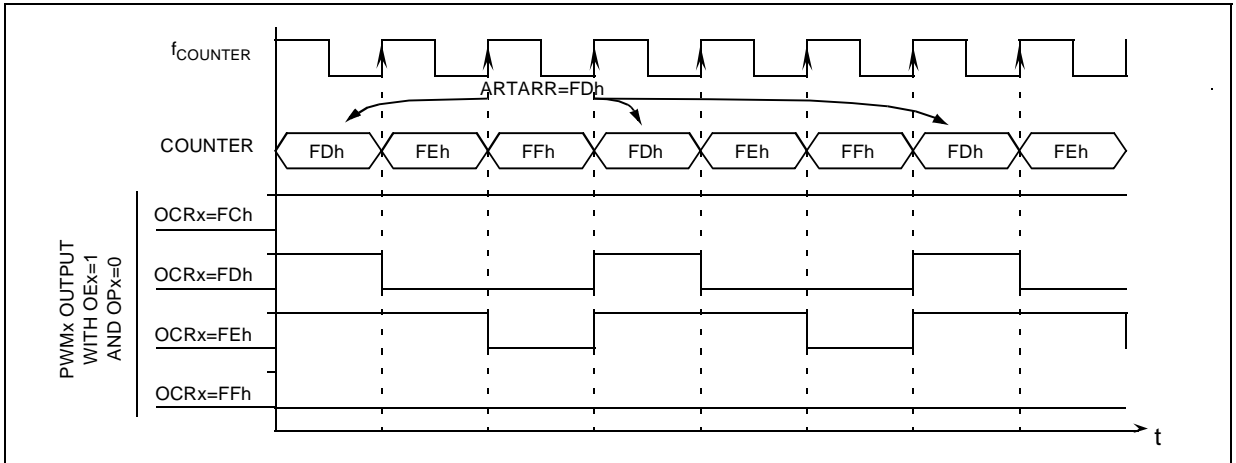 fCOUNTER
ARTARR=FDh
COUNTER
FDh FEh FFh FDh FEh FFh FDh FEh
PWMx OUTPUT
WITH OEx=1
AND OPx=0
OCRx=FCh
OCRx=FDh
OCRx=FEh
OCRx=FFh
t